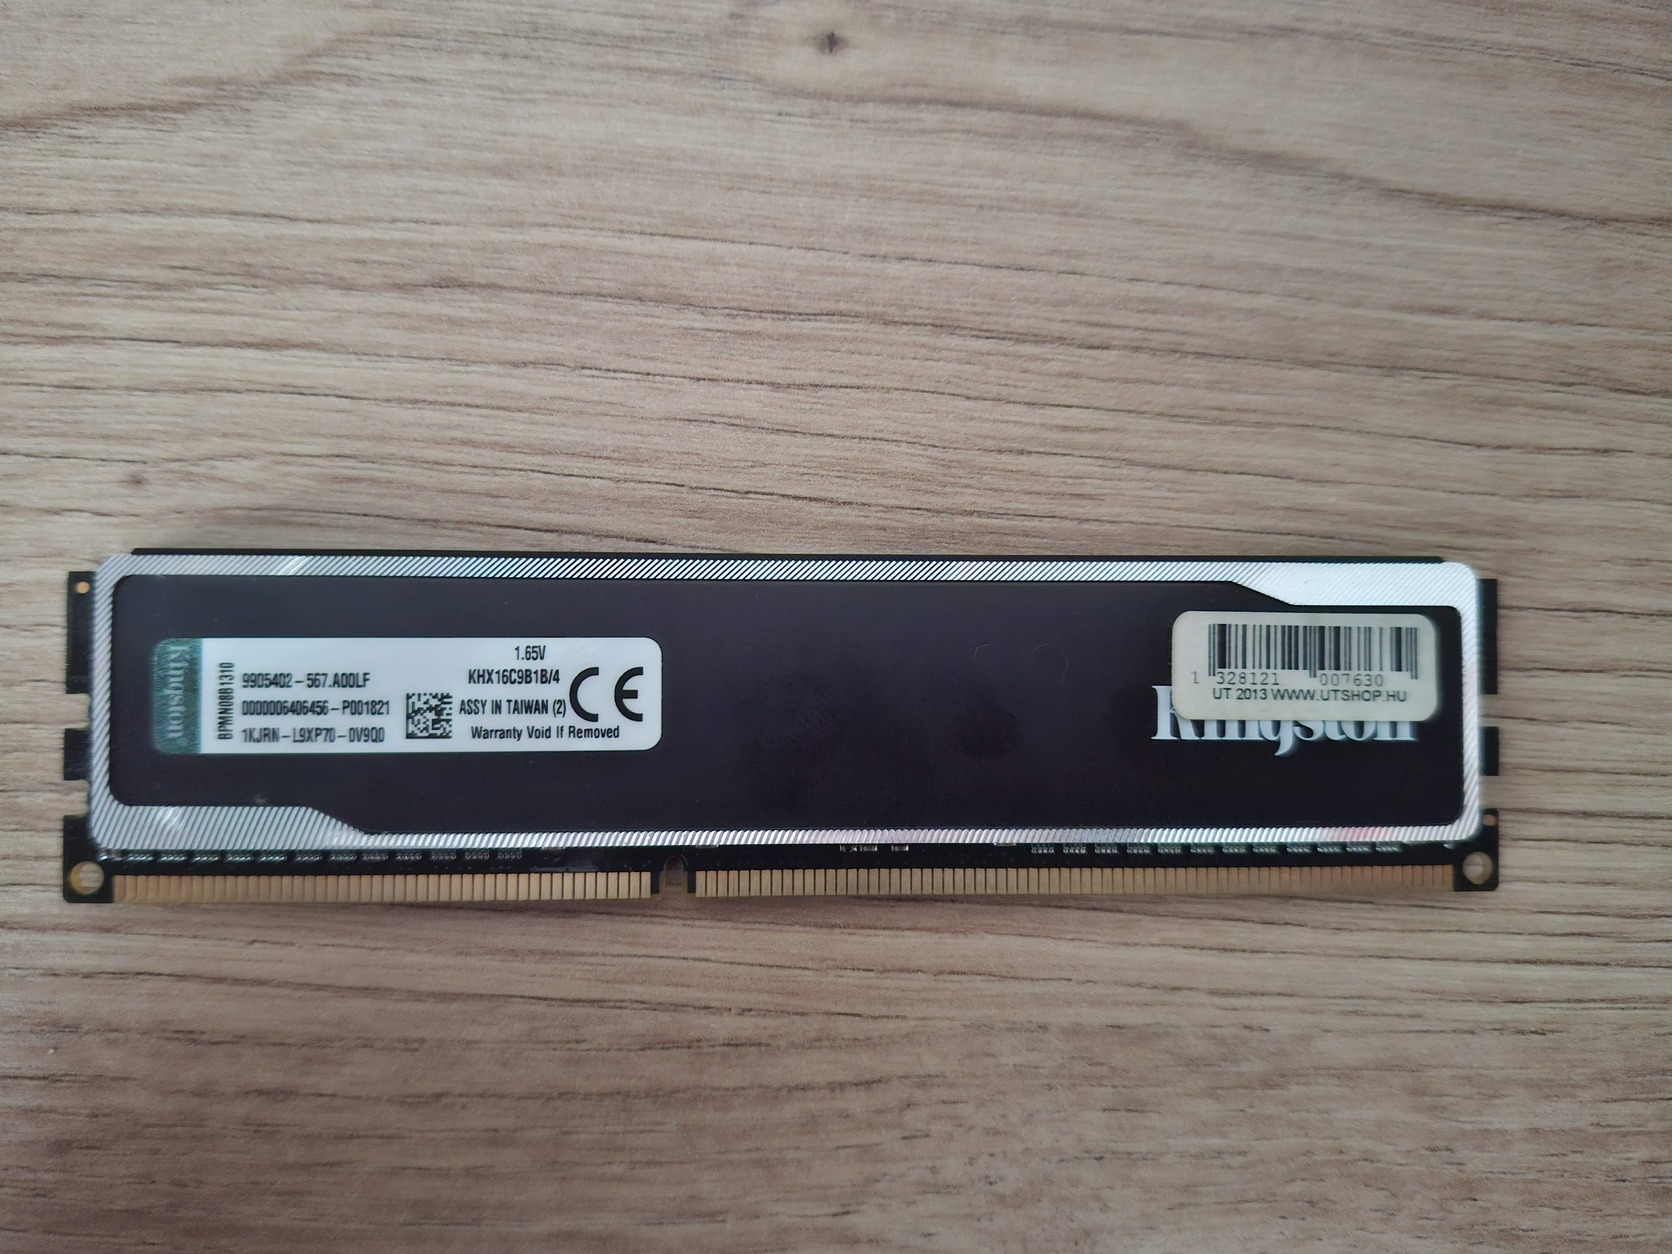 Kingston
BPMN08B1310
9905402-567.A00LF
0000006406456-P001821
1KJRN-L9XP70-0V9Q0
1.65V
KHX16C9B1B/4
ASSY IN TAIWAN (2)
Warranty Void If Removed
CE
1 328121 007630
UT 2013 WWW.UTSHOP.HU
Kingston